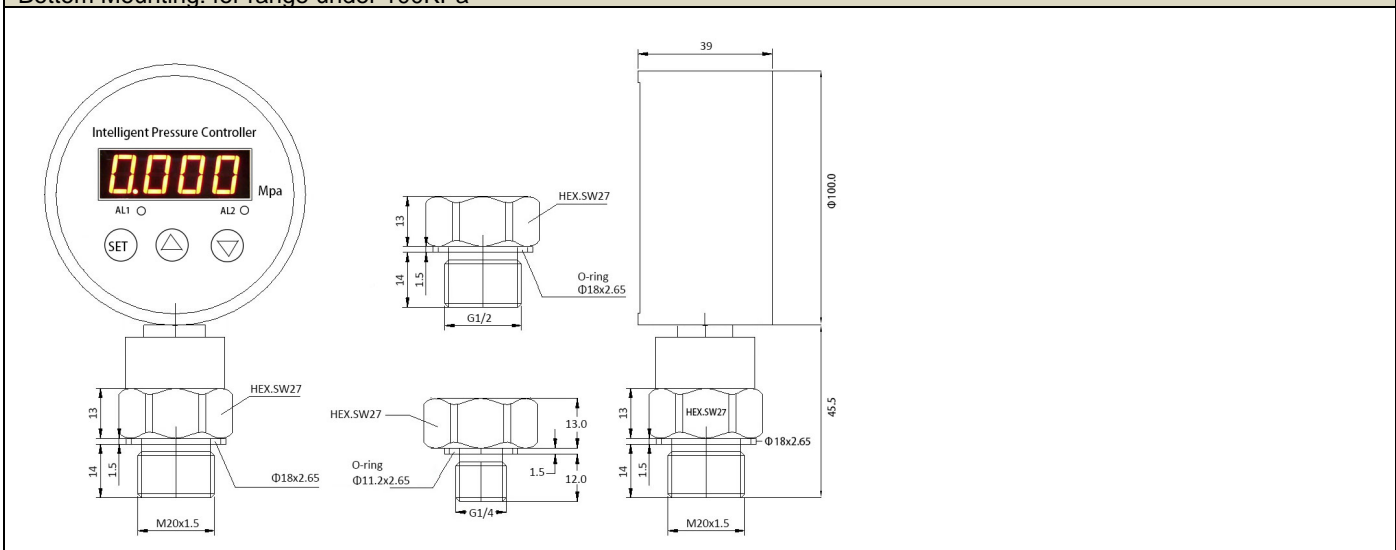 Bottom Mounting: for range under 100KPa
39
Intelligent Pressure Controller
0.000
Mpa
AL1
AL2
SET
Φ100.0
13
HEX.SW27
14
1.5
O-ring
Φ18x2.65
G1/2
13
HEX.SW27
14
1.5
Φ18x2.65
M20x1.5
HEX.SW27
13.0
O-ring
Φ11.2x2.65
1.5
12.0
G1/4
13
HEX.SW27
14
1.5
Φ18x2.65
M20x1.5
45.5